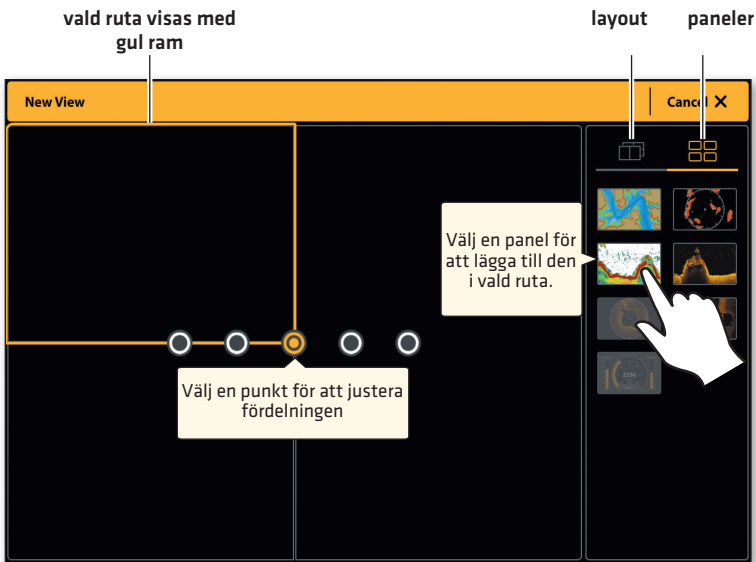 vald ruta visas med
gul ram
layout
paneler
New View
Cancel X
Välj en panel för
att lägga till den
i vald ruta.
Välj en punkt för att justera
fördelningen
2250